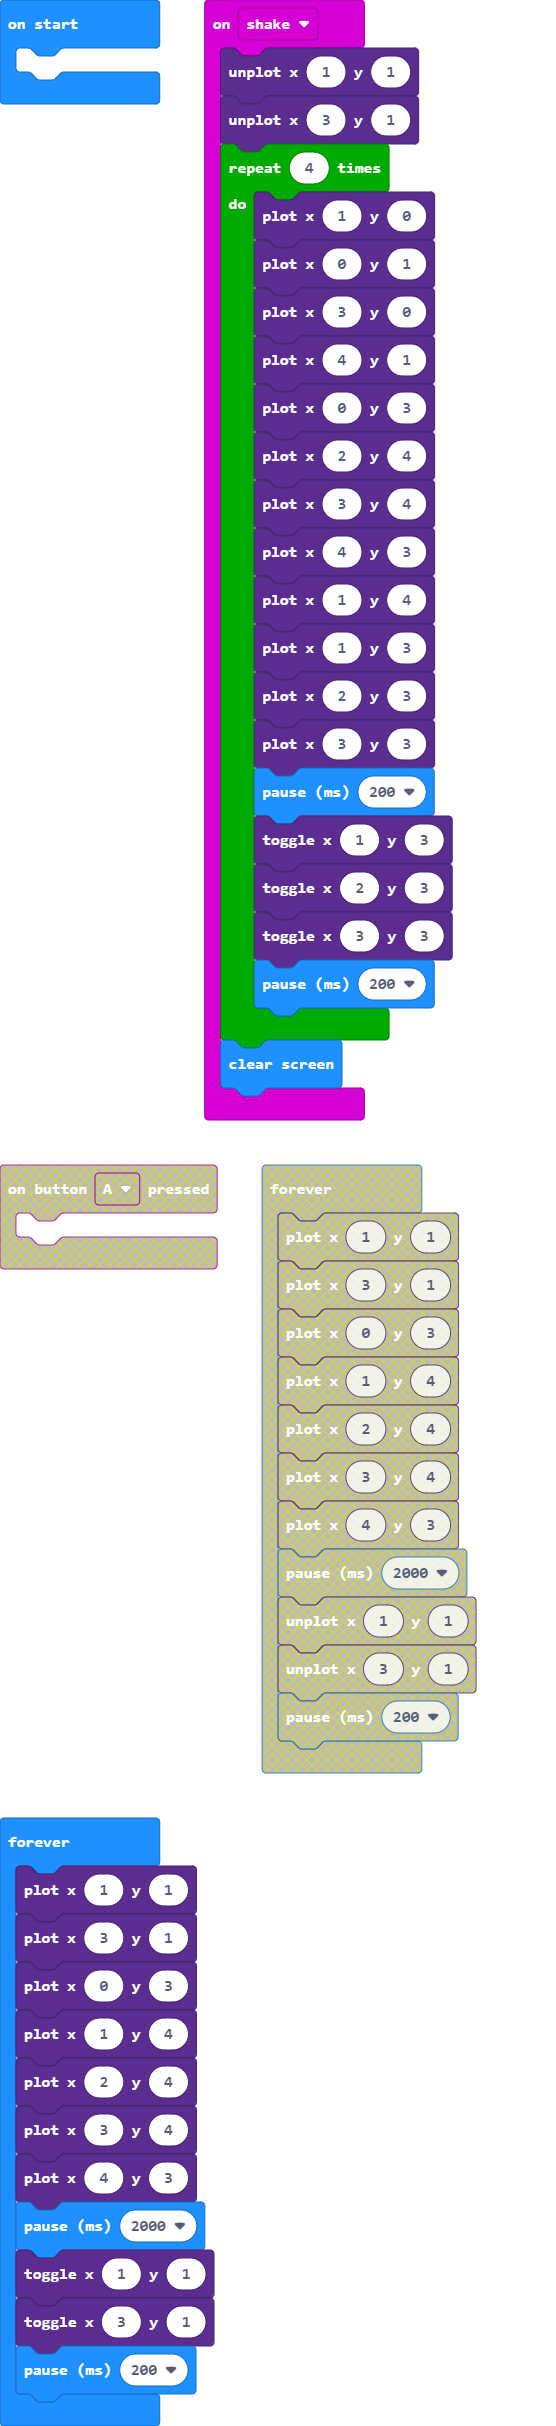 on start
on shake
unplot x 1 y 1
unplot x 3 y 1
repeat 4 times
do
plot x 1 y 0
plot x 0 y 1
plot x 3 y 0
plot x 4 y 1
plot x 0 y 3
plot x 2 y 4
plot x 3 y 4
plot x 4 y 3
plot x 1 y 4
plot x 1 y 3
plot x 2 y 3
plot x 3 y 3
pause (ms) 200
toggle x 1 y 3
toggle x 2 y 3
toggle x 3 y 3
pause (ms) 200
clear screen
on button A pressed
forever
plot x 1 y 1
plot x 3 y 1
plot x 0 y 3
plot x 1 y 4
plot x 2 y 4
plot x 3 y 4
plot x 4 y 3
pause (ms) 2000
unplot x 1 y 1
unplot x 3 y 1
pause (ms) 200
forever
plot x 1 y 1
plot x 3 y 1
plot x 0 y 3
plot x 1 y 4
plot x 2 y 4
plot x 3 y 4
plot x 4 y 3
pause (ms) 2000
toggle x 1 y 1
toggle x 3 y 1
pause (ms) 200